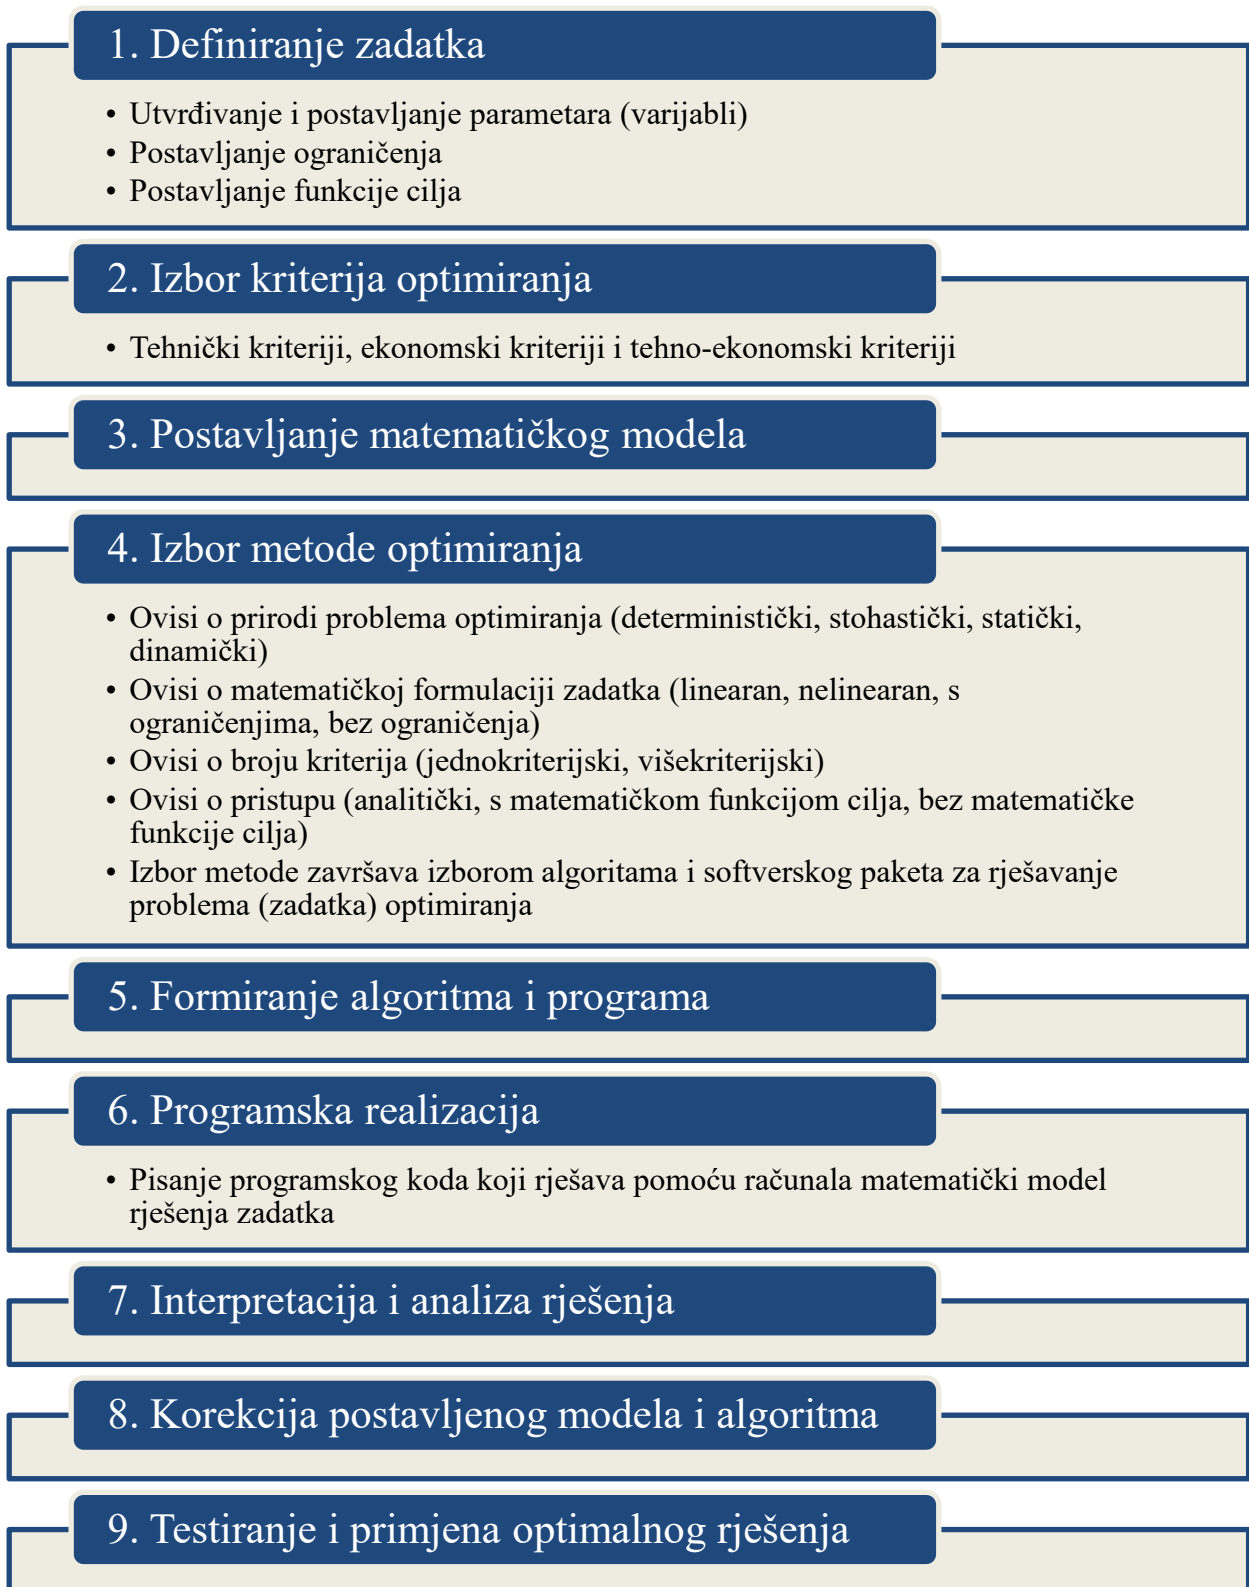 1. Definiranje zadatka
• Utvrđivanje i postavljanje parametara (varijabli)
• Postavljanje ograničenja
• Postavljanje funkcije cilja
2. Izbor kriterija optimiranja
• Tehnički kriteriji, ekonomski kriteriji i tehno-ekonomski kriteriji
3. Postavljanje matematičkog modela
4. Izbor metode optimiranja
• Ovisi o prirodi problema optimiranja (deterministički, stohastički, statički,
dinamički)
• Ovisi o matematičkoj formulaciji zadatka (linearan, nelinearan, s
ograničenjima, bez ograničenja)
• Ovisi o broju kriterija (jednokriterijski, višekriterijski)
• Ovisi o pristupu (analitički, s matematičkom funkcijom cilja, bez matematičke
funkcije cilja)
• Izbor metode završava izborom algoritama i softverskog paketa za rješavanje
problema (zadatka) optimiranja
5. Formiranje algoritma i programa
6. Programska realizacija
• Pisanje programskog koda koji rješava pomoću računala matematički model
rješenja zadatka
7. Interpretacija i analiza rješenja
8. Korekcija postavljenog modela i algoritma
9. Testiranje i primjena optimalnog rješenja